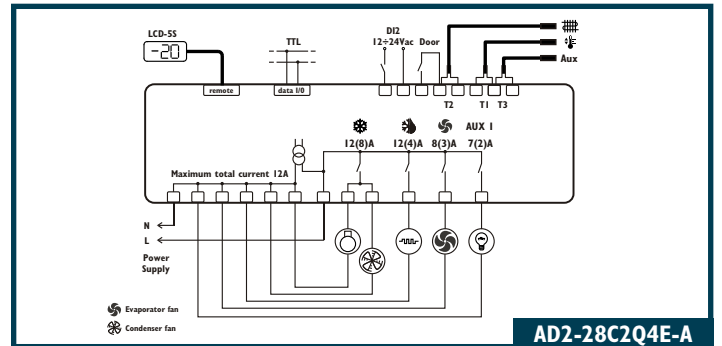 LCD-5S
-20
TTL
DI2
12÷24Vac Door
Aux
remote
data I/0
T2 T1 T3
AUX 1
12(8)A 12(4)A 8(3)A 7(2)A
Maximum total current 12A
N
L
Power
Supply
Evaporator fan
Condenser fan
AD2-28C2Q4E-A